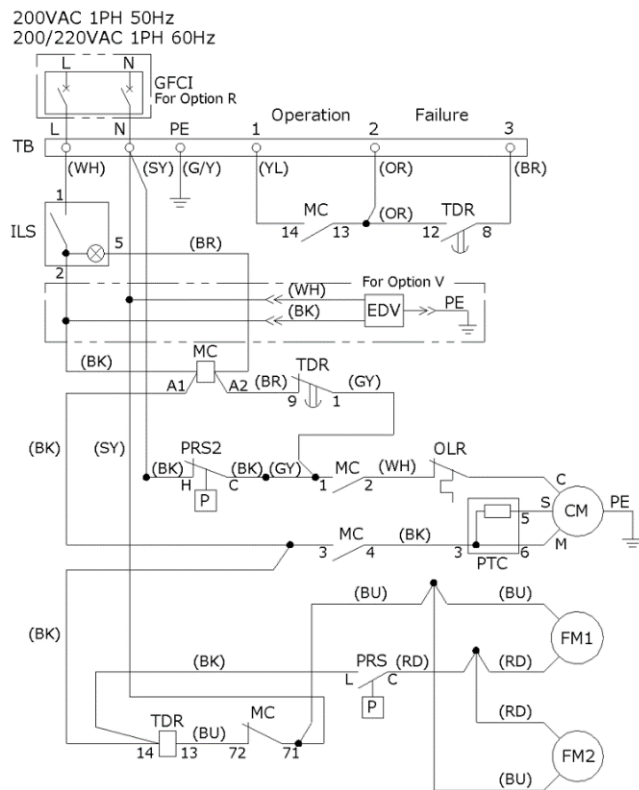 200VAC 1PH 50Hz
200/220VAC 1PH 60Hz
L N
GFCI
For Option R
L N PE 1 Operation 2 Failure 3
TB
(WH) (SY) (G/Y) (YL) (OR) (BR)
1 MC (OR) TDR
ILS 5 14 13 12 8
(BR)
2
For Option V
(WH)
(BK) EDV PE
(BK) MC TDR
A1 A2 (BR) (GY)
9 1
(BK) (SY) PRS2 OLR
(BK) (BK) (GY) MC (WH) C
H C 1 2
P S CM PE
5
MC (BK)
3 4 3 6 M
PTC
(BU) (BU)
(BK) FM1
(BK) PRS (RD) (RD)
L C
P (RD)
TDR (BU) MC
14 13 72 71 FM2
(BU)